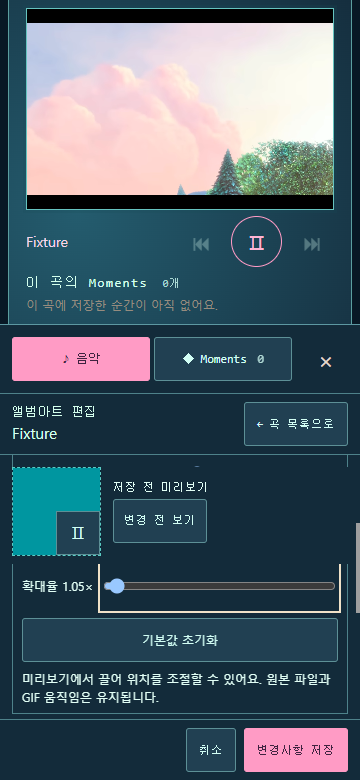 Fixture
이 곡의 Moments 0개
이 곡에 저장한 순간이 아직 없어요.
♪ 음악
◆ Moments 0
×
앨범아트 편집
Fixture
← 곡 목록으로
저장 전 미리보기
변경 전 보기
확대율 1.05×
기본값 초기화
미리보기에서 끌어 위치를 조절할 수 있어요. 원본 파일과
GIF 움직임은 유지됩니다.
취소
변경사항 저장